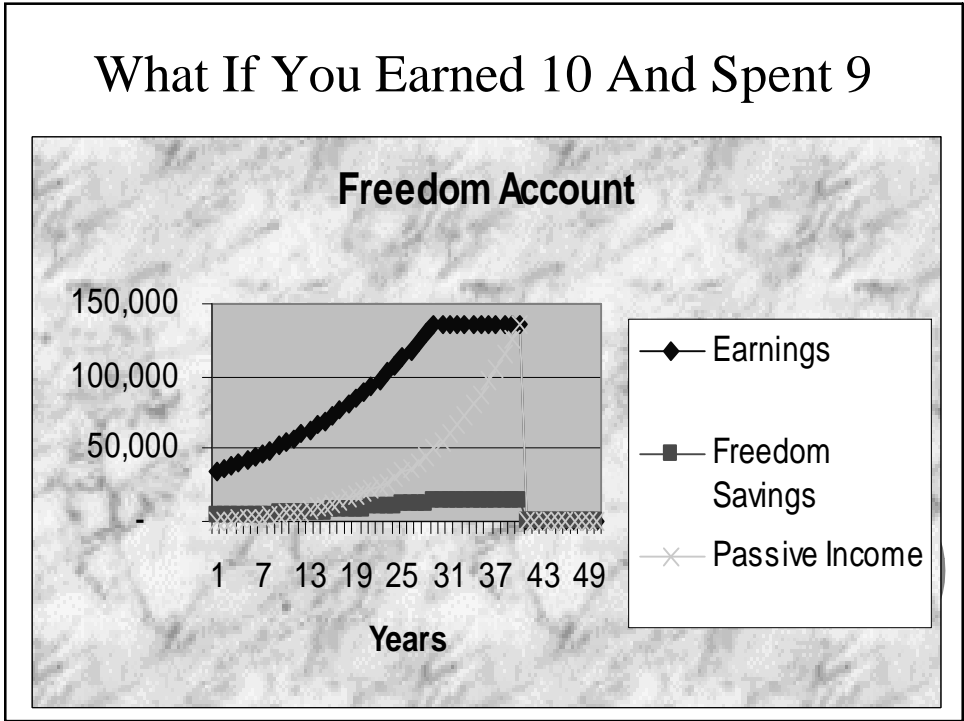 What If You Earned 10 And Spent 9
Freedom Account
150,000
100,000
50,000
-
1 7 13 19 25 31 37 43 49
Years
Earnings
Freedom
Savings
Passive Income